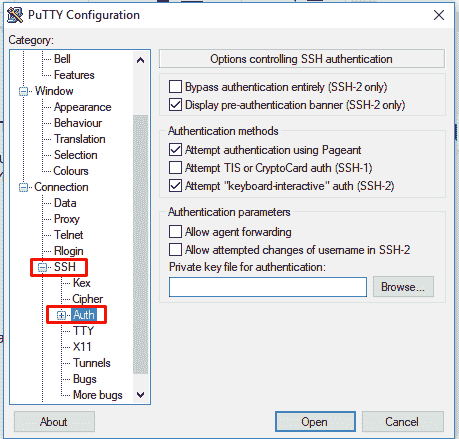 PuTTY Configuration
Category:
Bell
Features
Window
Appearance
Behaviour
Translation
Selection
Colours
Connection
Data
Proxy
Telnet
Rlogin
SSH
Kex
Cipher
Auth
TTY
X11
Tunnels
Bugs
More bugs
Options controlling SSH authentication
Bypass authentication entirely (SSH-2 only)
Display pre-authentication banner (SSH-2 only)
Authentication methods
Attempt authentication using Pageant
Attempt TIS or CryptoCard auth (SSH-1)
Attempt "keyboard-interactive" auth (SSH-2)
Authentication parameters
Allow agent forwarding
Allow attempted changes of username in SSH-2
Private key file for authentication:
Browse...
About
Open
Cancel